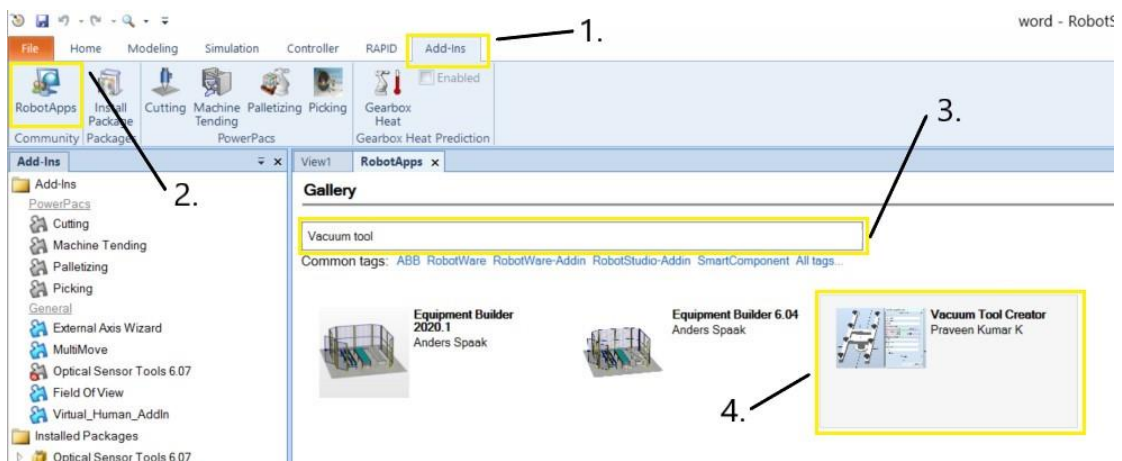 word - RobotS
1.
File Home Modeling Simulation Controller RAPID Add-Ins
RobotApps Install Package Cutting Machine Tending Palletizing Picking Gearbox Heat Enabled
Community Packages PowerPacs Gearbox Heat Prediction
2.
3.
Add-Ins View1 RobotApps x
Add-Ins
PowerPacs
Cutting
Machine Tending
Palletizing
Picking
General
External Axis Wizard
MultiMove
Optical Sensor Tools 6.07
Field Of View
Virtual_Human_AddIn
Installed Packages
Optical Sensor Tools 6.07
Gallery
Vacuum tool
Common tags: ABB RobotWare RobotWare-Addin RobotStudio-Addin SmartComponent All tags...
Equipment Builder
2020.1
Anders Spaak
Equipment Builder 6.04
Anders Spaak
Vacuum Tool Creator
Praveen Kumar K
4.